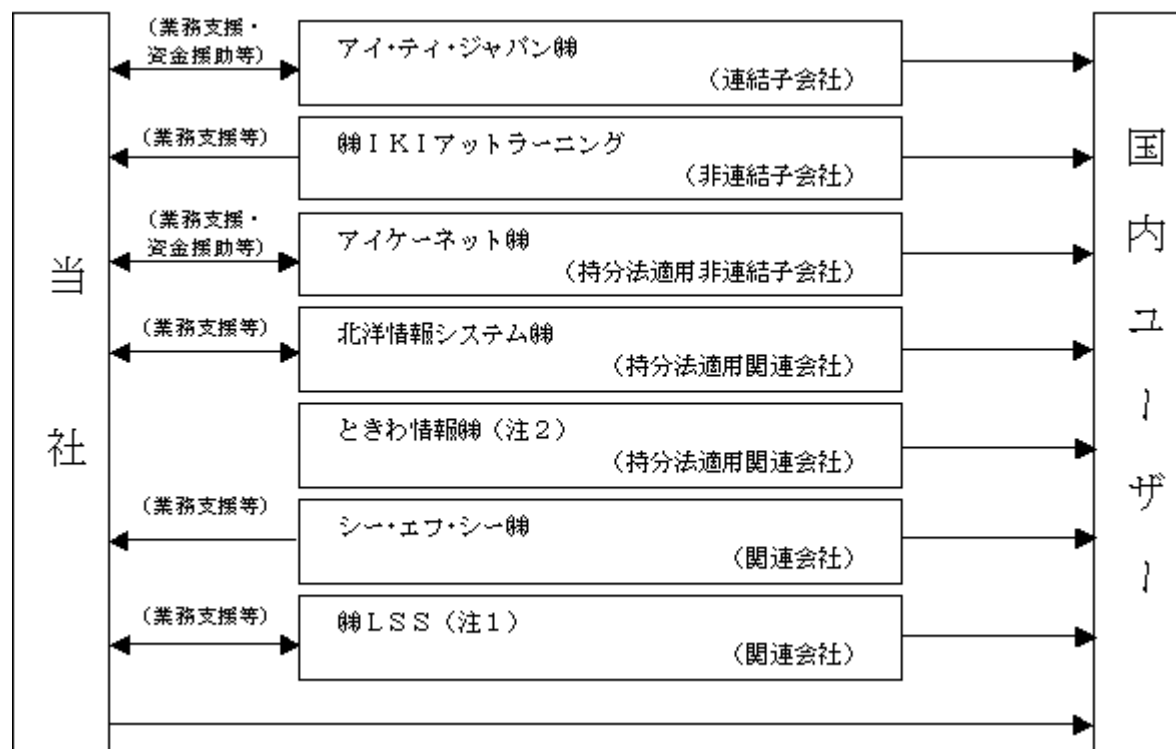 当社
(業務支援・
資金援助等)
アイ・ティ・ジャパン㈱
(連結子会社)
(業務支援等)
㈱ＩＫＩアットラーニング
(非連結子会社)
(業務支援・
資金援助等)
アイケーネット㈱
(持分法適用非連結子会社)
(業務支援等)
北洋情報システム㈱
(持分法適用関連会社)
ときわ情報㈱（注２）
(持分法適用関連会社)
(業務支援等)
シー・エフ・シー㈱
(関連会社)
(業務支援等)
㈱ＬＳＳ（注１）
(関連会社)
国内ユーザー